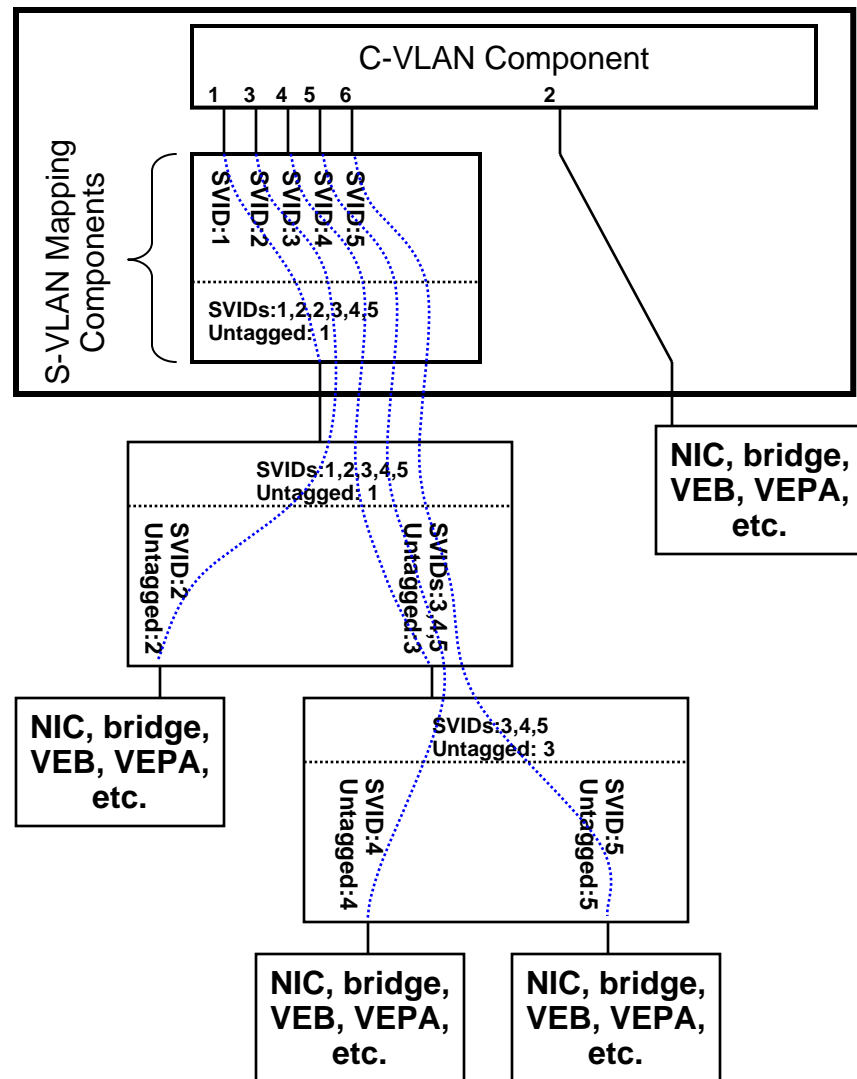 C-VLAN Component
1 3 4 5 6 2
S-VLAN Mapping
Components
SVID:1
SVID:2
SVID:3
SVID:4
SVID:5
SVIDs:1,2,2,3,4,5
Untagged: 1
SVIDs:1,2,3,4,5
Untagged: 1
NIC, bridge,
VEB, VEPA,
etc.
SVID:2
Untagged:2
SVIDs:3,4,5
Untagged:3
NIC, bridge,
VEB, VEPA,
etc.
SVIDs:3,4,5
Untagged: 3
SVID:4
Untagged:4
SVID:5
Untagged:5
NIC, bridge,
VEB, VEPA,
etc.
NIC, bridge,
VEB, VEPA,
etc.